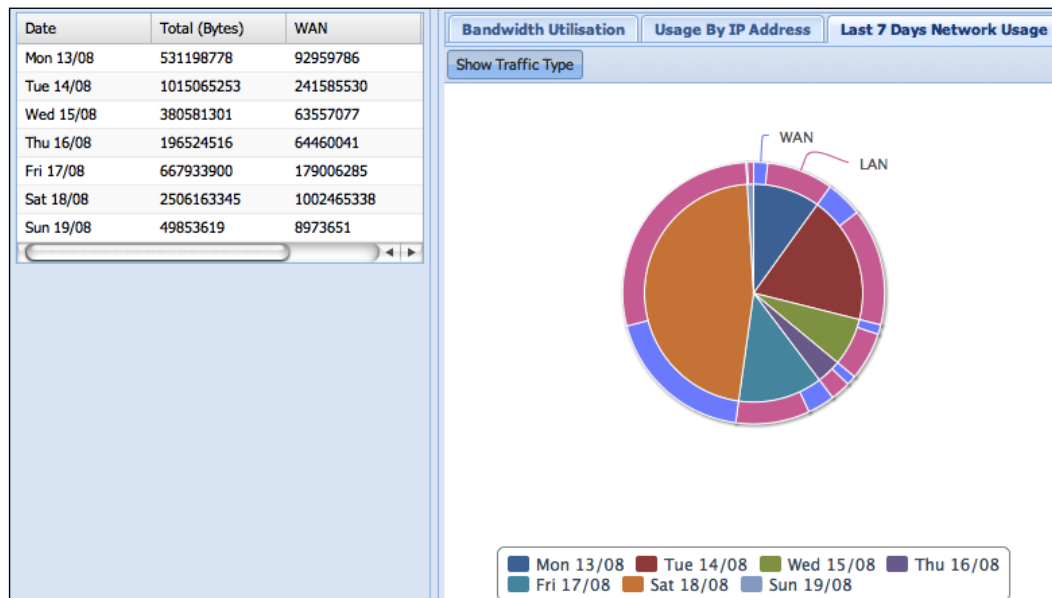 Date Total (Bytes) WAN
Mon 13/08 531198778 92959786
Tue 14/08 1015065253 241585530
Wed 15/08 380581301 63557077
Thu 16/08 196524516 64460041
Fri 17/08 667933900 179006285
Sat 18/08 2506163345 1002465338
Sun 19/08 49853619 8973651
Bandwidth Utilisation Usage By IP Address Last 7 Days Network Usage
Show Traffic Type
WAN
LAN
Mon 13/08 Tue 14/08 Wed 15/08 Thu 16/08
Fri 17/08 Sat 18/08 Sun 19/08